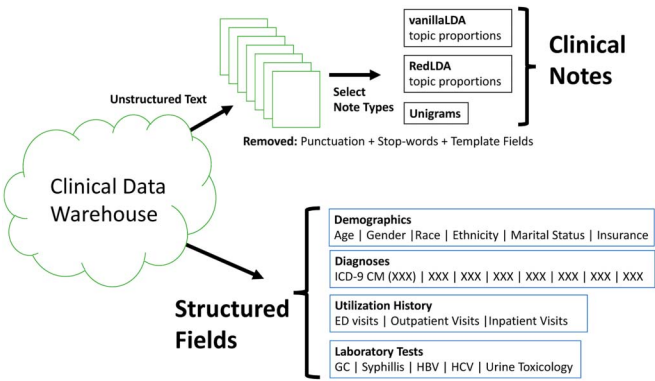 vanillaLDA
topic proportions
RedLDA
topic proportions
Unigrams
Clinical
Notes
Unstructured Text
Select
Note Types
Removed: Punctuation + Stop-words + Template Fields
Clinical Data
Warehouse
Structured
Fields
Demographics
Age | Gender |Race | Ethnicity | Marital Status | Insurance
Diagnoses
ICD-9 CM (XXX) | XXX | XXX | XXX | XXX | XXX | XXX | XXX
Utilization History
ED visits | Outpatient Visits |Inpatient Visits
Laboratory Tests
GC | Syphillis | HBV | HCV | Urine Toxicology